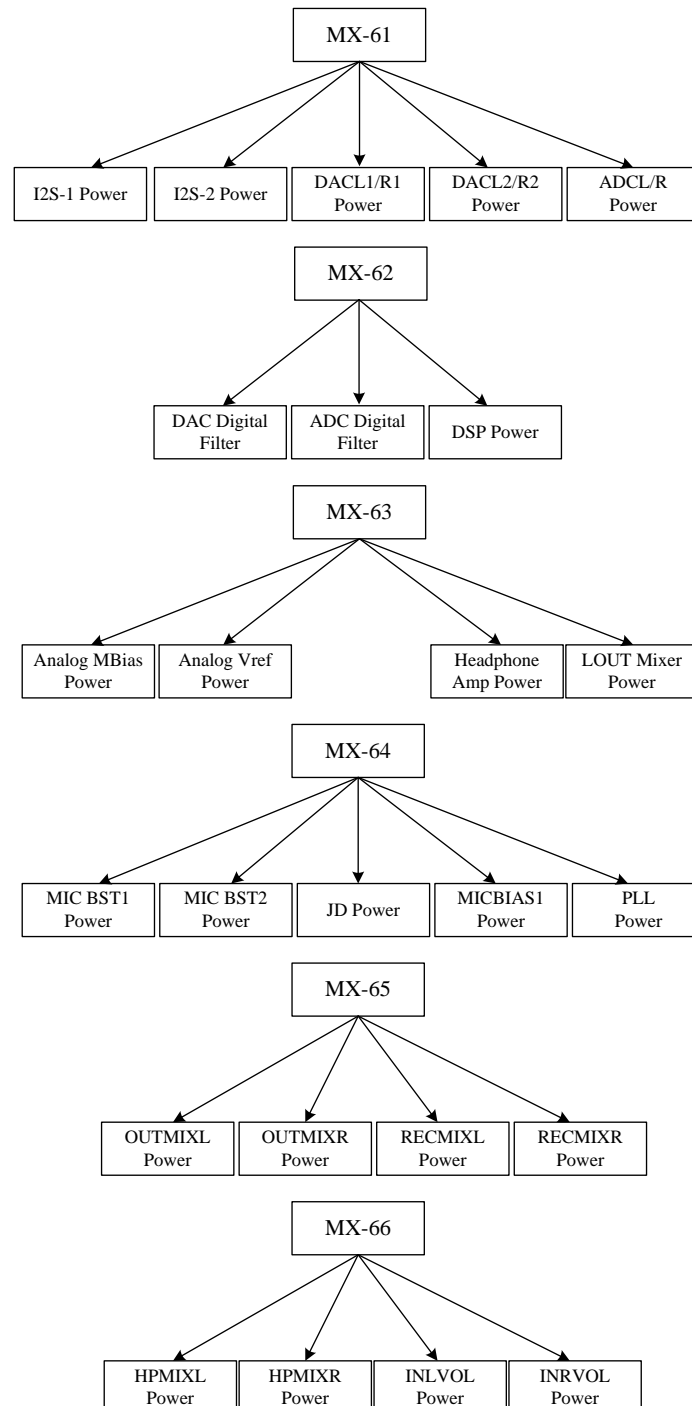 MX-61
I2S-1 Power
I2S-2 Power
DACL1/R1
Power
DACL2/R2
Power
ADCL/R
Power
MX-62
DAC Digital
Filter
ADC Digital
Filter
DSP Power
MX-63
Analog MBias
Power
Analog Vref
Power
Headphone
Amp Power
LOUT Mixer
Power
MX-64
MIC BST1
Power
MIC BST2
Power
JD Power
MICBIAS1
Power
PLL
Power
MX-65
OUTMIXL
Power
OUTMIXR
Power
RECMIXL
Power
RECMIXR
Power
MX-66
HPMIXL
Power
HPMIXR
Power
INLVOL
Power
INRVOL
Power